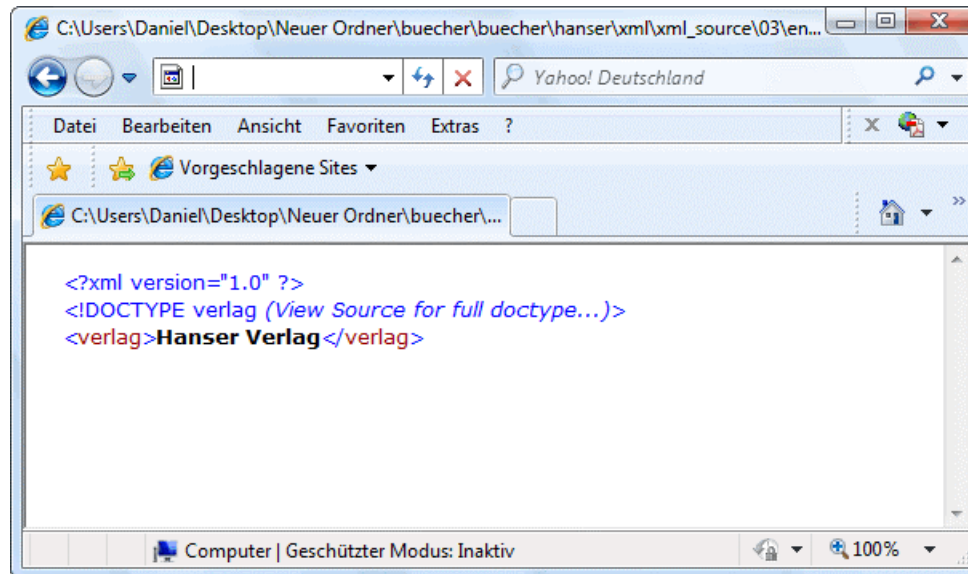 C:\Users\Daniel\Desktop\Neuer Ordner\buecher\buecher\hanser\xml\xml_source\03\en...
Yahoo! Deutschland
Datei Bearbeiten Ansicht Favoriten Extras ?
Vorgeschlagene Sites
C:\Users\Daniel\Desktop\Neuer Ordner\buecher\...
<?xml version="1.0" ?>
<!DOCTYPE verlag (View Source for full doctype...)>
<verlag>Hanser Verlag</verlag>
Computer | Geschützter Modus: Inaktiv 100%